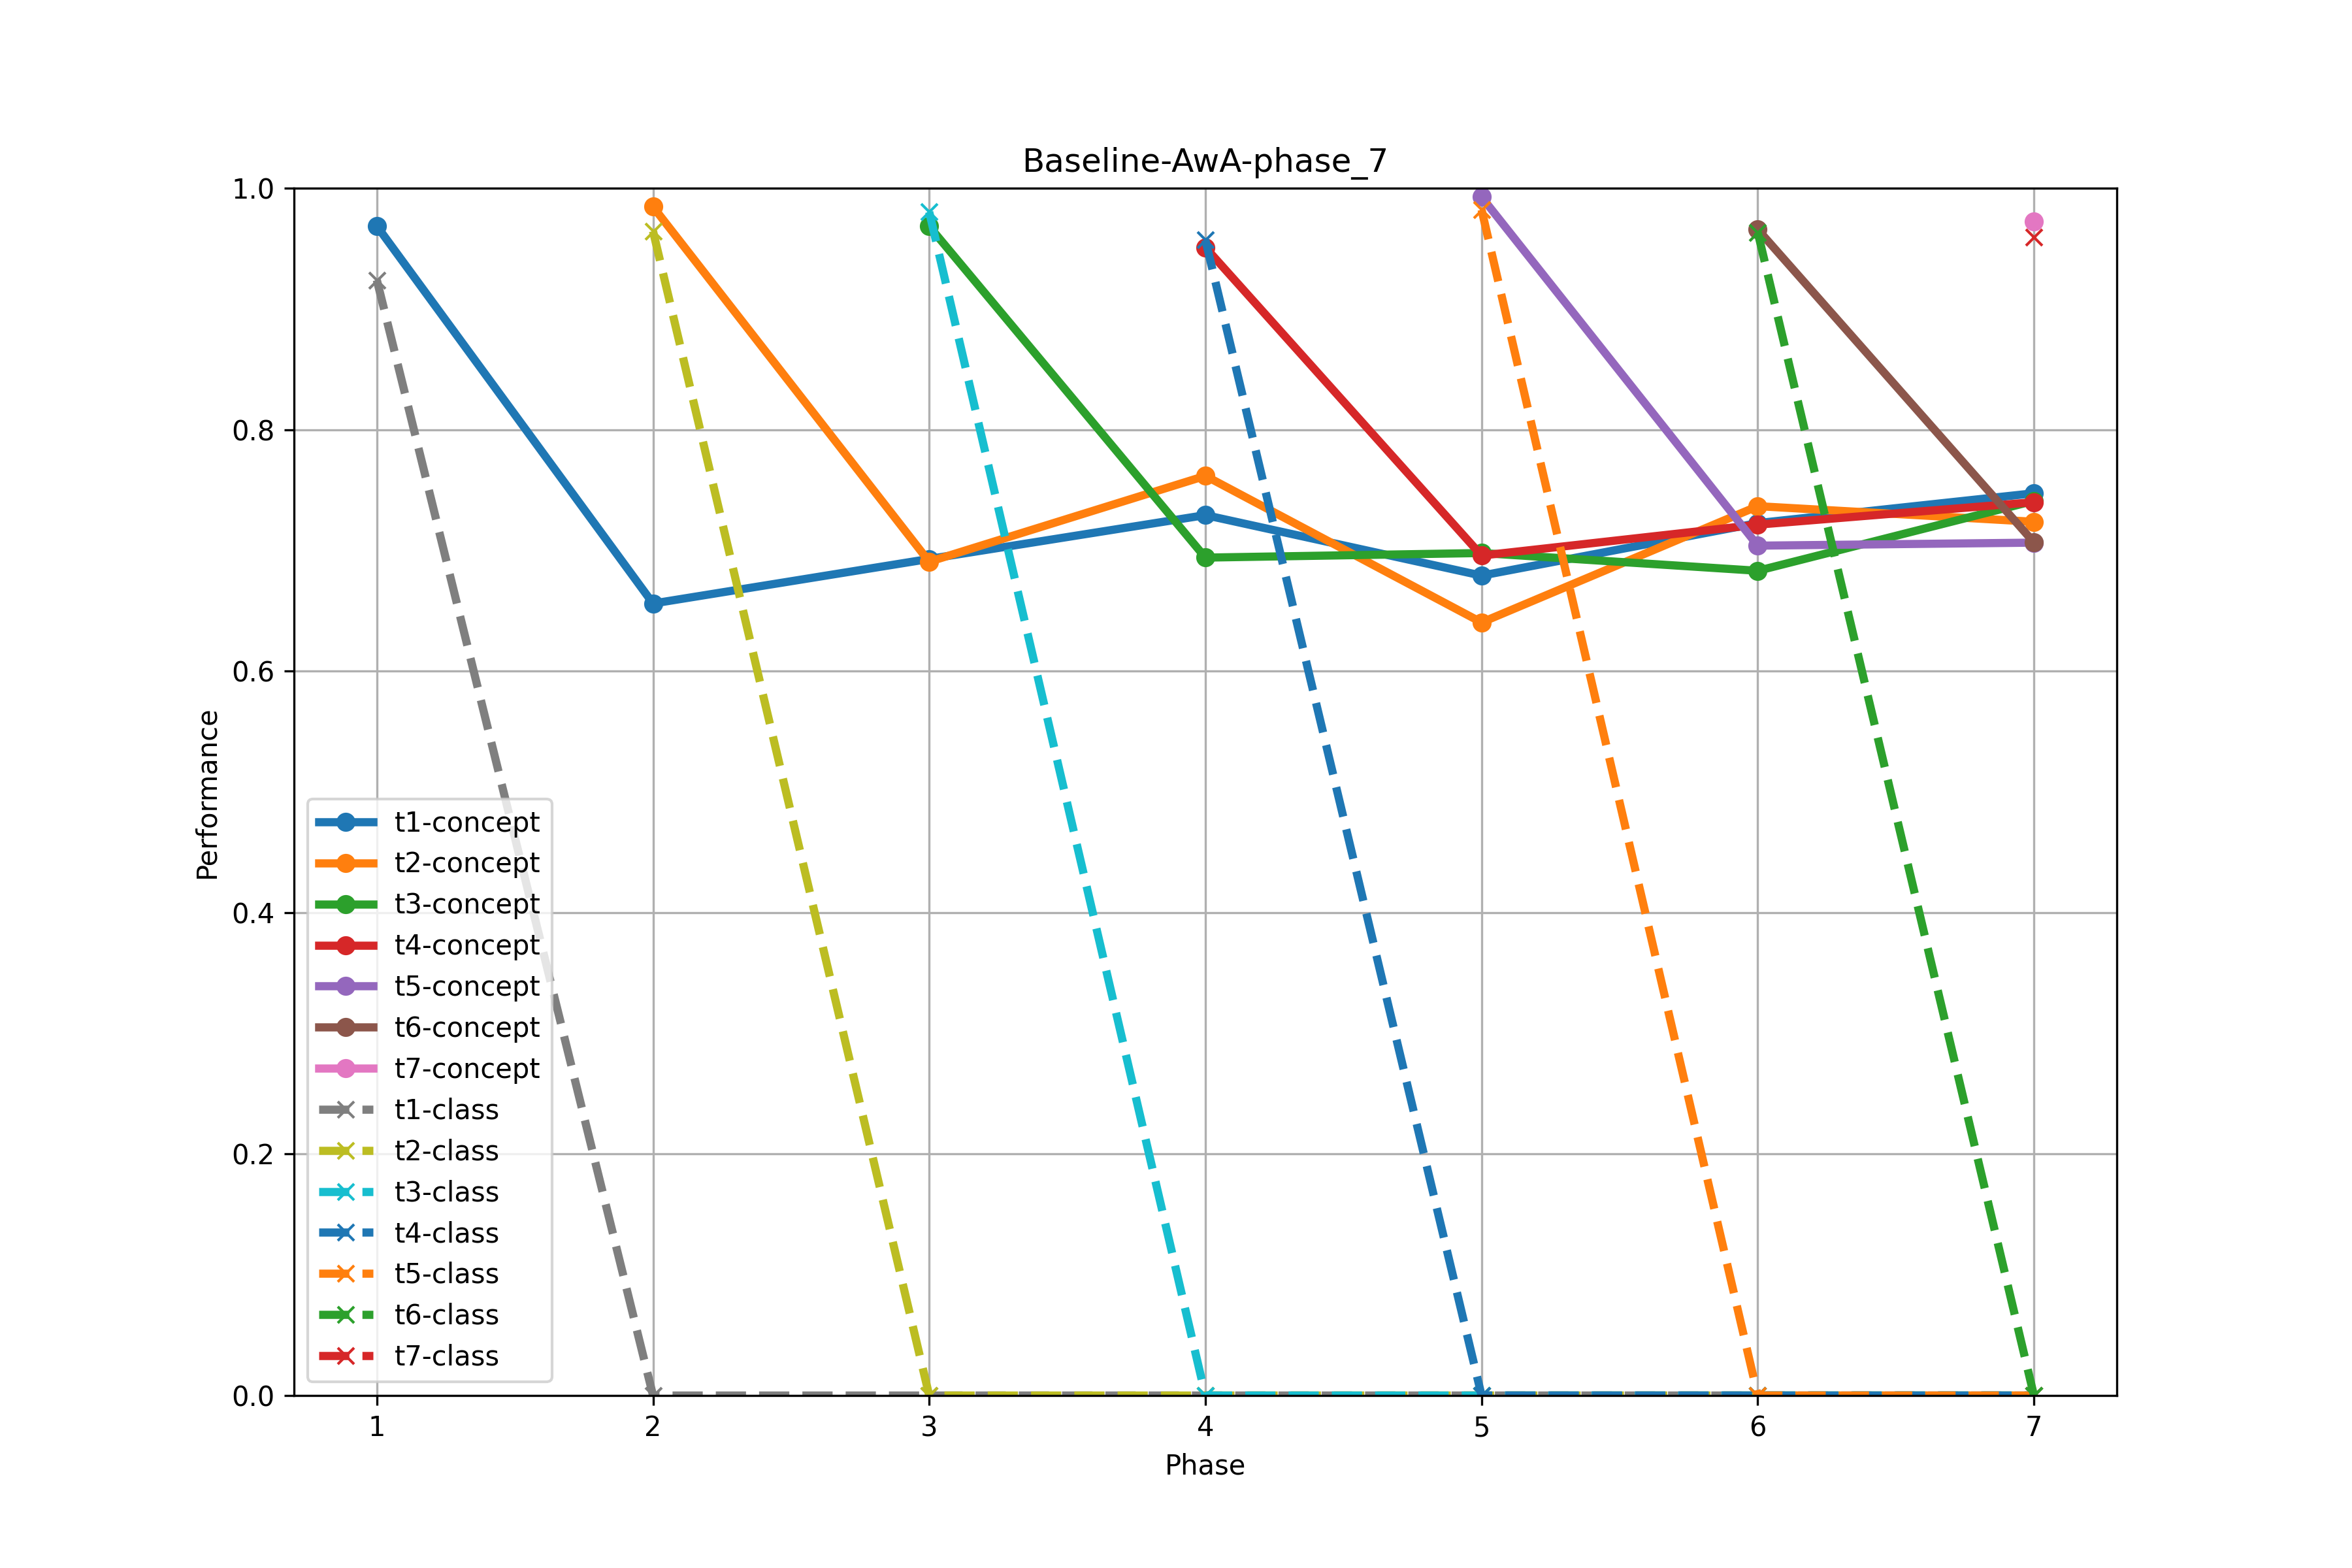 Baseline-AwA-phase_7
1.0
0.8
0.6
0.4
0.2
0.0
Performance
t1-concept
t2-concept
t3-concept
t4-concept
t5-concept
t6-concept
t7-concept
t1-class
t2-class
t3-class
t4-class
t5-class
t6-class
t7-class
1 2 3 4 5 6 7
Phase